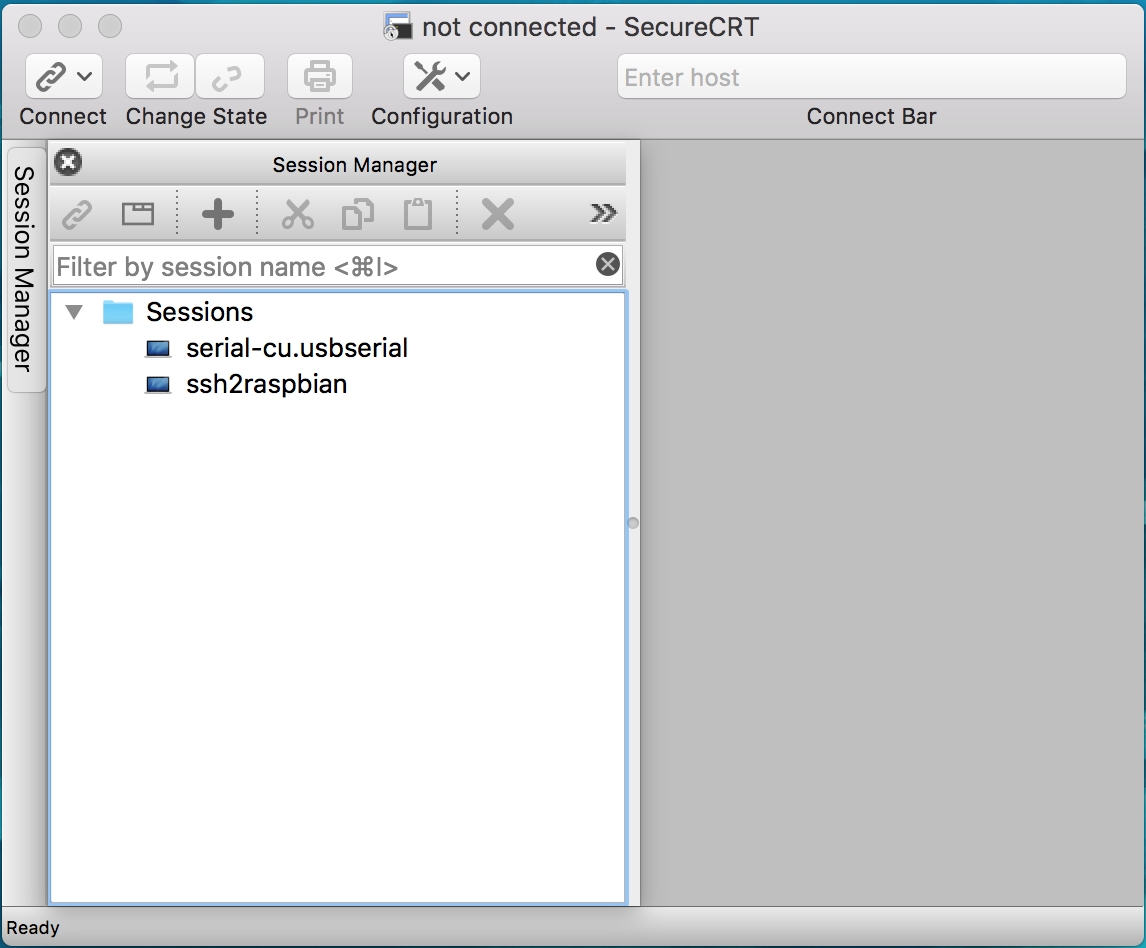 not connected - SecureCRT
Enter host
Connect Change State Print Configuration Connect Bar
Session Manager
Session Manager
Filter by session name <⌘I>
Sessions
serial-cu.usbserial
ssh2raspbian
Ready